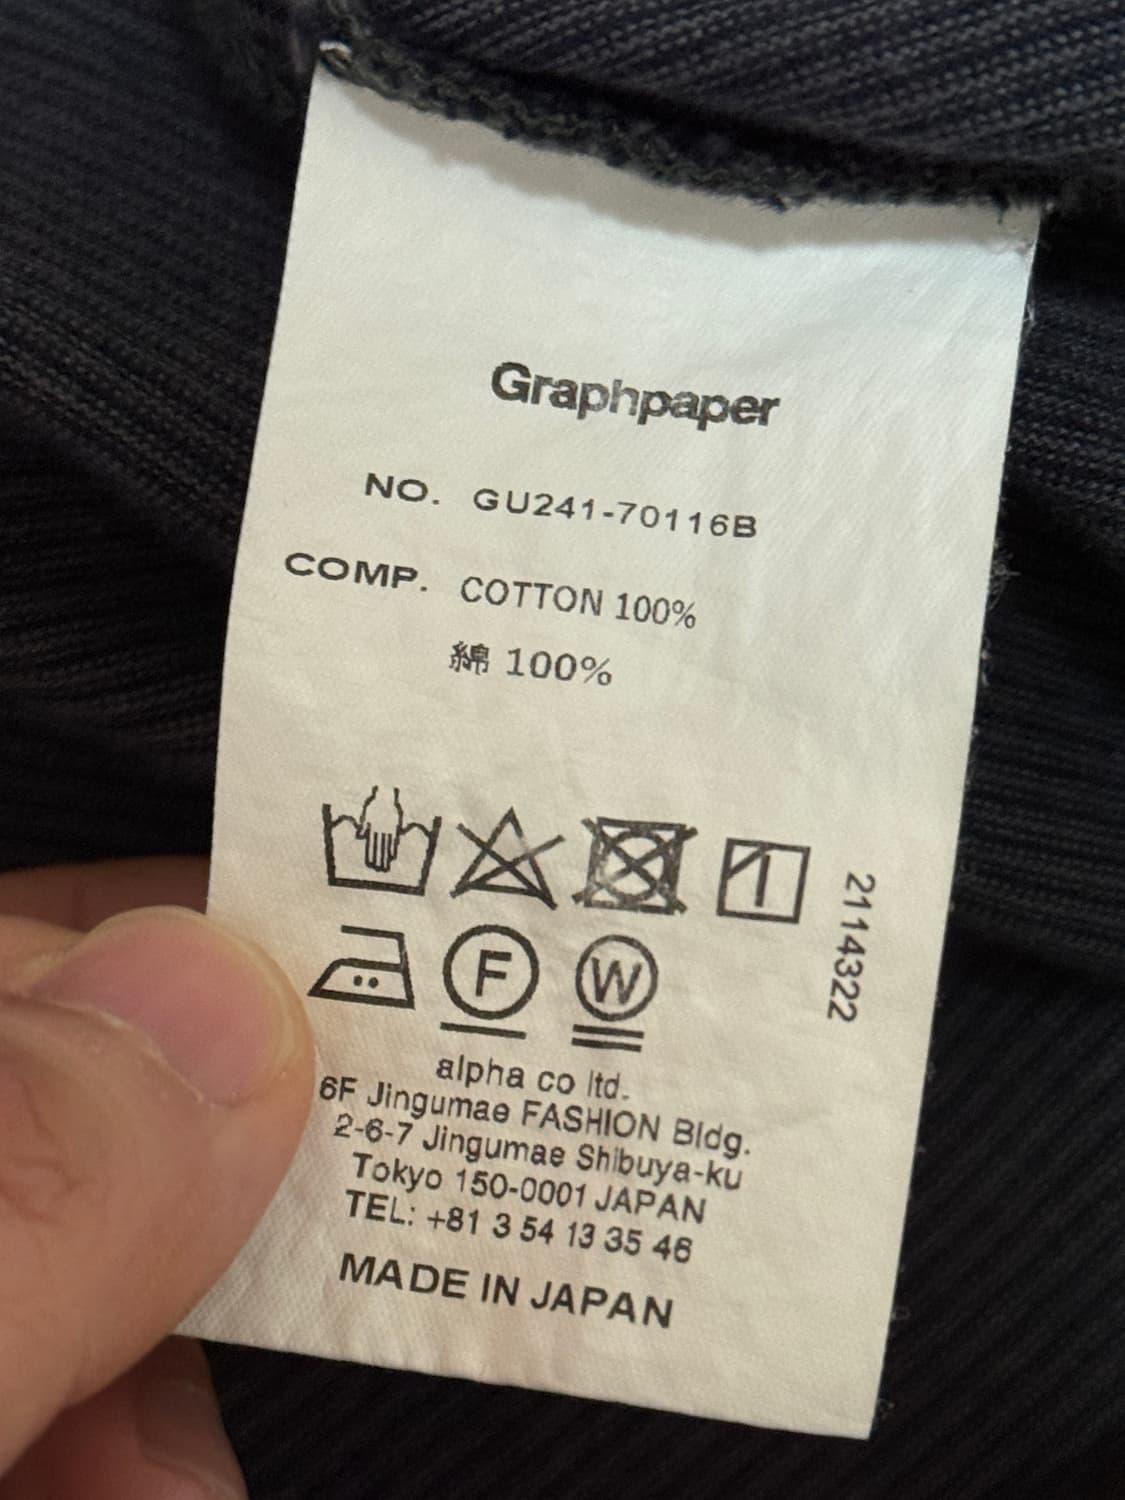 Graphpaper
NO. GU241-70116B
COMP. COTTON 100%
綿 100%
F
W
2114322
alpha co ltd.
6F Jingumae FASHION Bldg.
2-6-7 Jingumae Shibuya-ku
Tokyo 150-0001 JAPAN
TEL: +81 3 54 13 35 46
MADE IN JAPAN